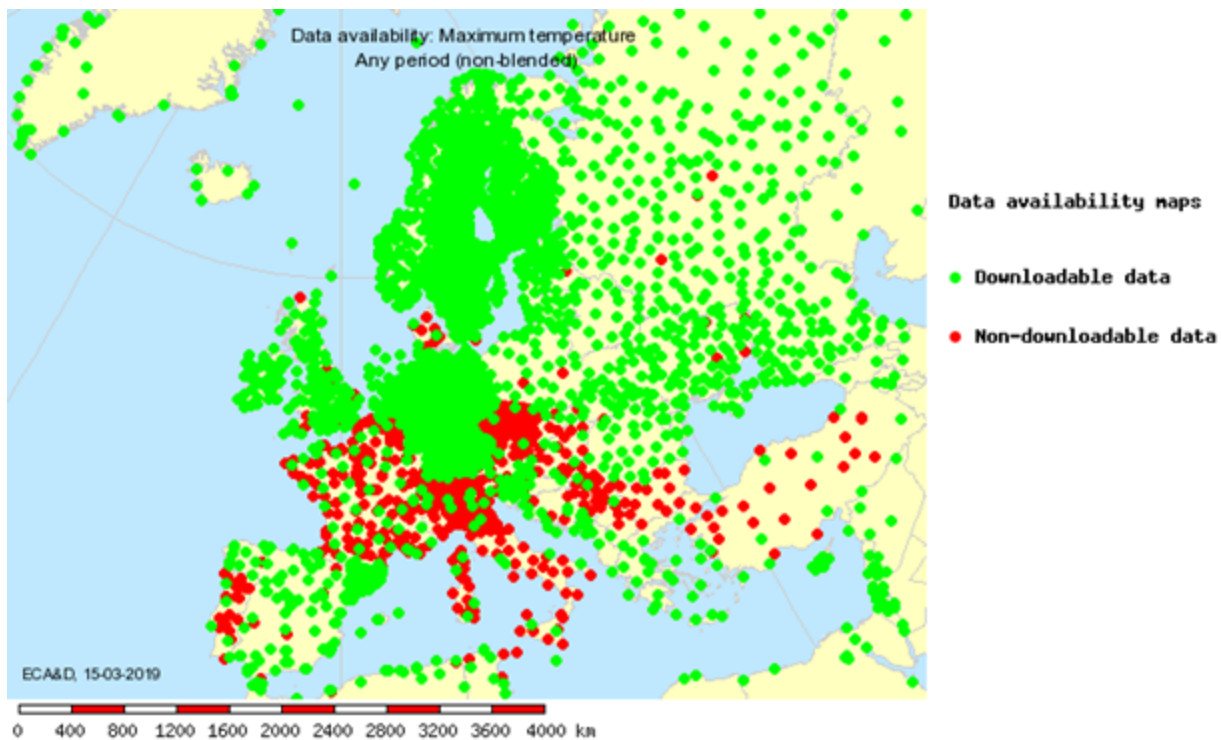 Data availability: Maximum temperature
Any period (non-blended)
Data availability maps
Downloadable data
Non-downloadable data
ECA&D, 15-03-2019
0 400 800 1200 1600 2000 2400 2800 3200 3600 4000 km